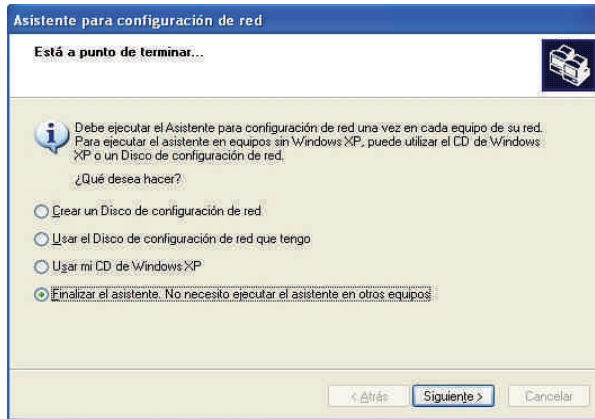 Asistente para configuración de red
Está a punto de terminar...
Debe ejecutar el Asistente para configuración de red una vez en cada equipo de su red.
Para ejecutar el asistente en equipos sin Windows XP, puede utilizar el CD de Windows
XP o un Disco de configuración de red.
¿Qué desea hacer?
Crear un Disco de configuración de red
Usar el Disco de configuración de red que tengo
Usar mi CD de Windows XP
Finalizar el asistente. No necesito ejecutar el asistente en otros equipos
< Atrás
Siguiente >
Cancelar